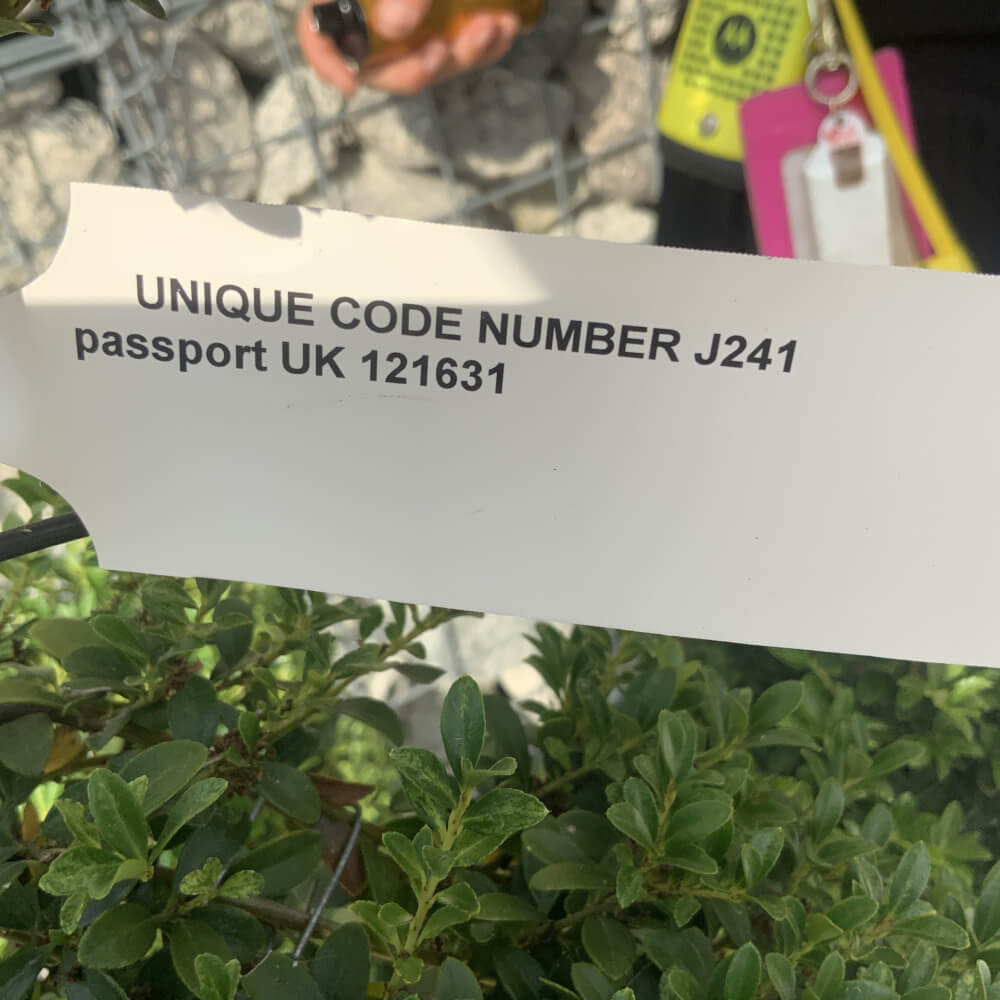 UNIQUE CODE NUMBER J241
passport UK 121631